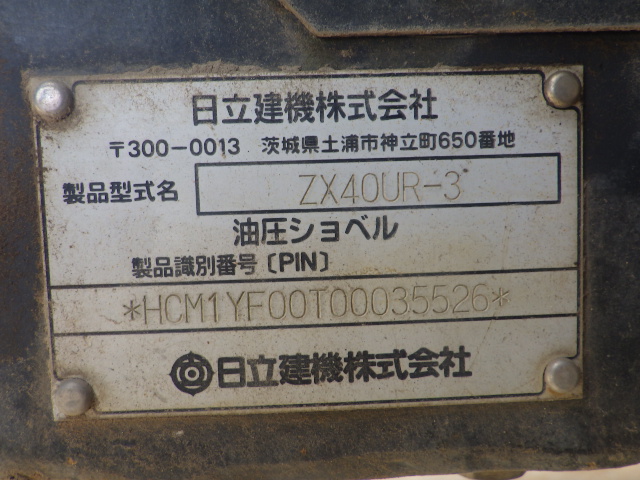 日立建機株式会社
〒300-0013 茨城県土浦市神立町650番地
製品型式名 ZX40UR-3
油圧ショベル
製品識別番号〔PIN〕
*HCM1YF00T00035526*
日立建機株式会社